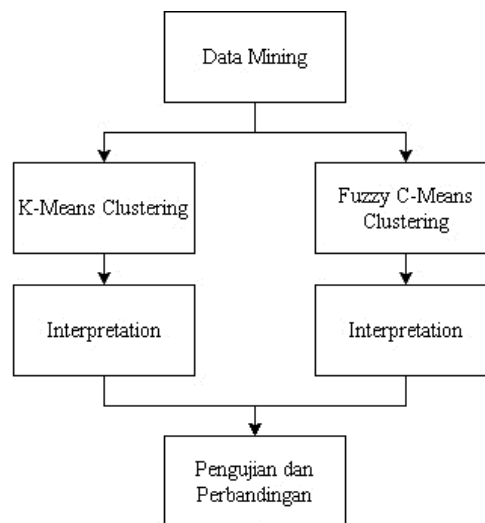 Data Mining
K-Means Clustering
Fuzzy C-Means
Clustering
Interpretation
Interpretation
Pengujian dan
Perbandingan